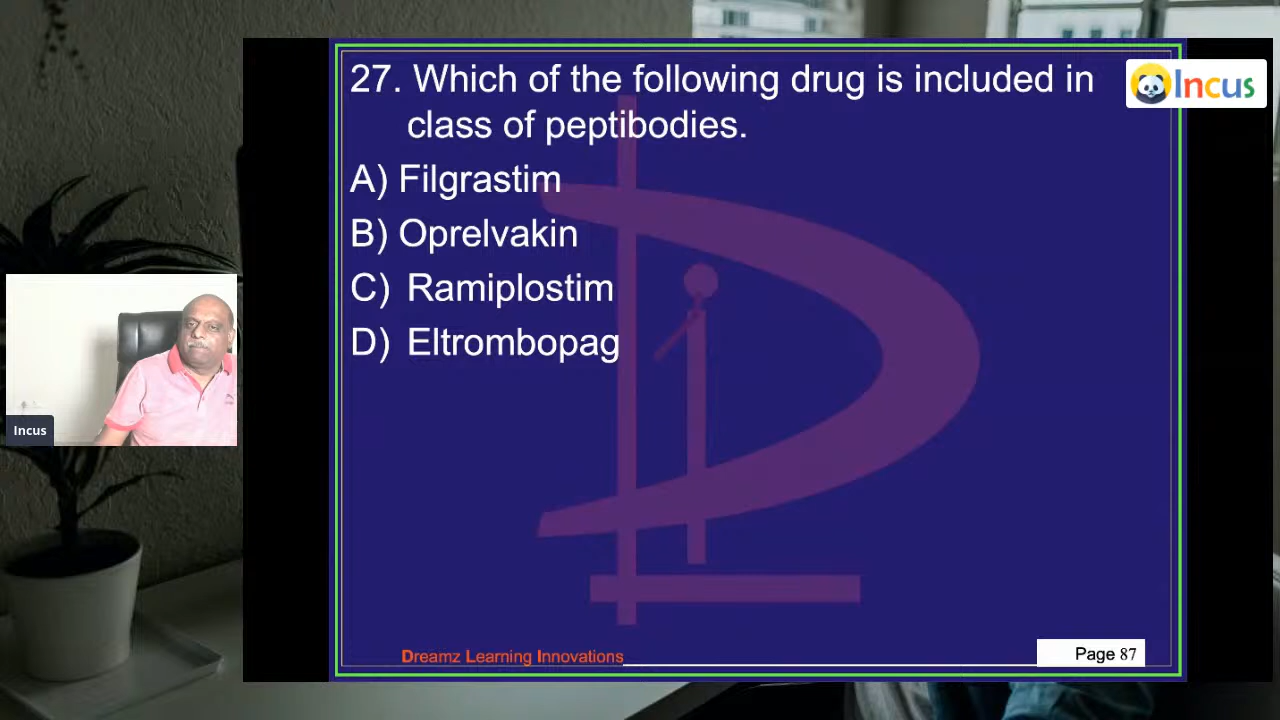 27. Which of the following drug is included in
class of peptibodies.
A) Filgrastim
B) Oprelvakin
C) Ramiplostim
D) Eltrombopag
Incus
Incus
Dreamz Learning Innovations
Page 87